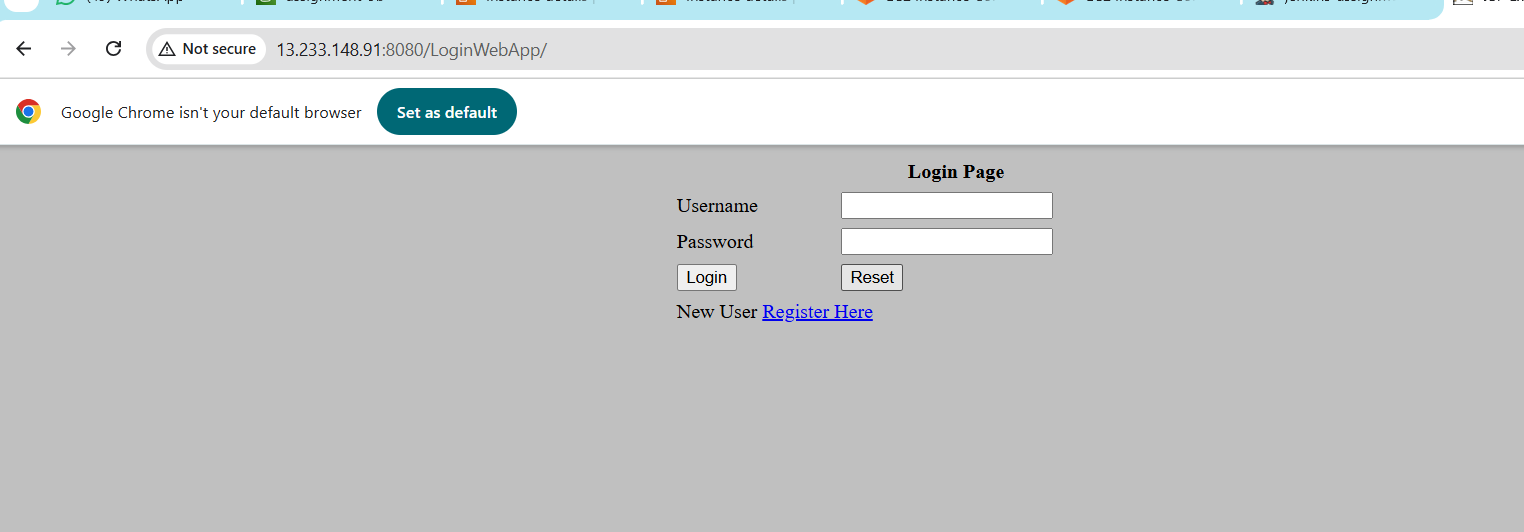 Not secure 13.233.148.91:8080/LoginWebApp/
Google Chrome isn't your default browser Set as default
Login Page
Username
Password
Login Reset
New User Register Here